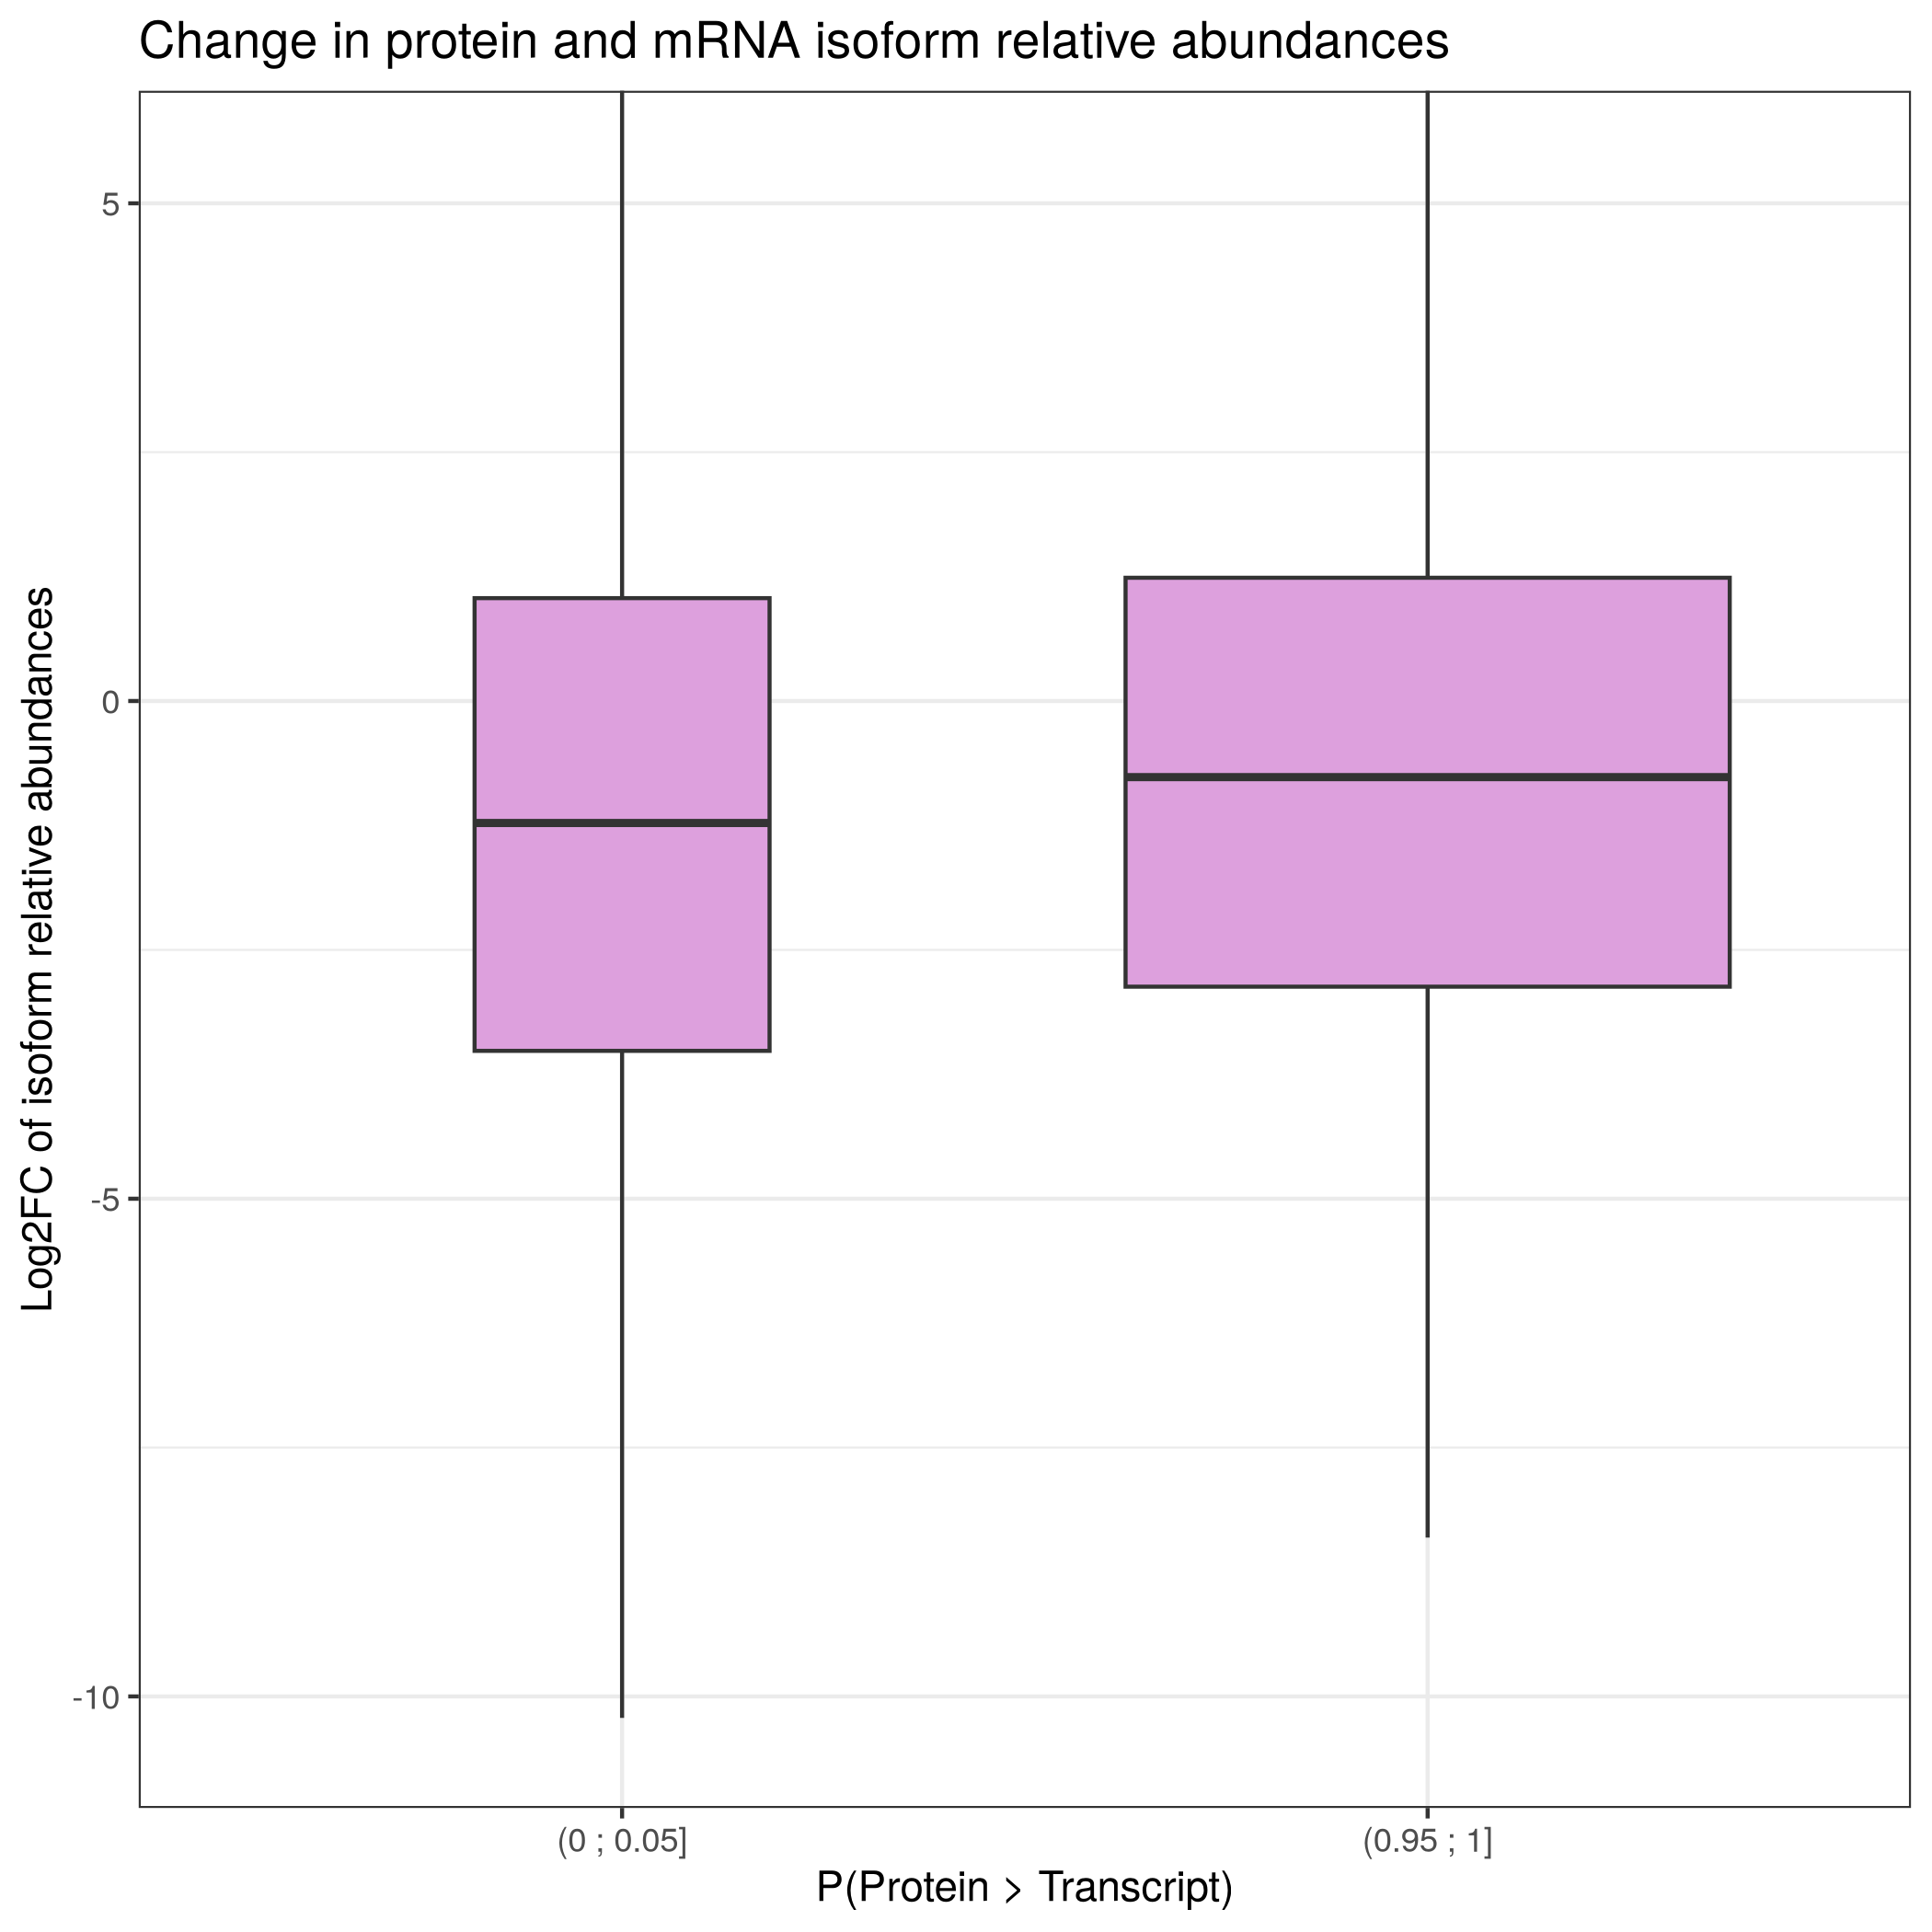 Change in protein and mRNA isoform relative abundances
Log2FC of isoform relative abundances
5
0
-5
-10
(0 ; 0.05]
(0.95 ; 1]
P(Protein > Transcript)